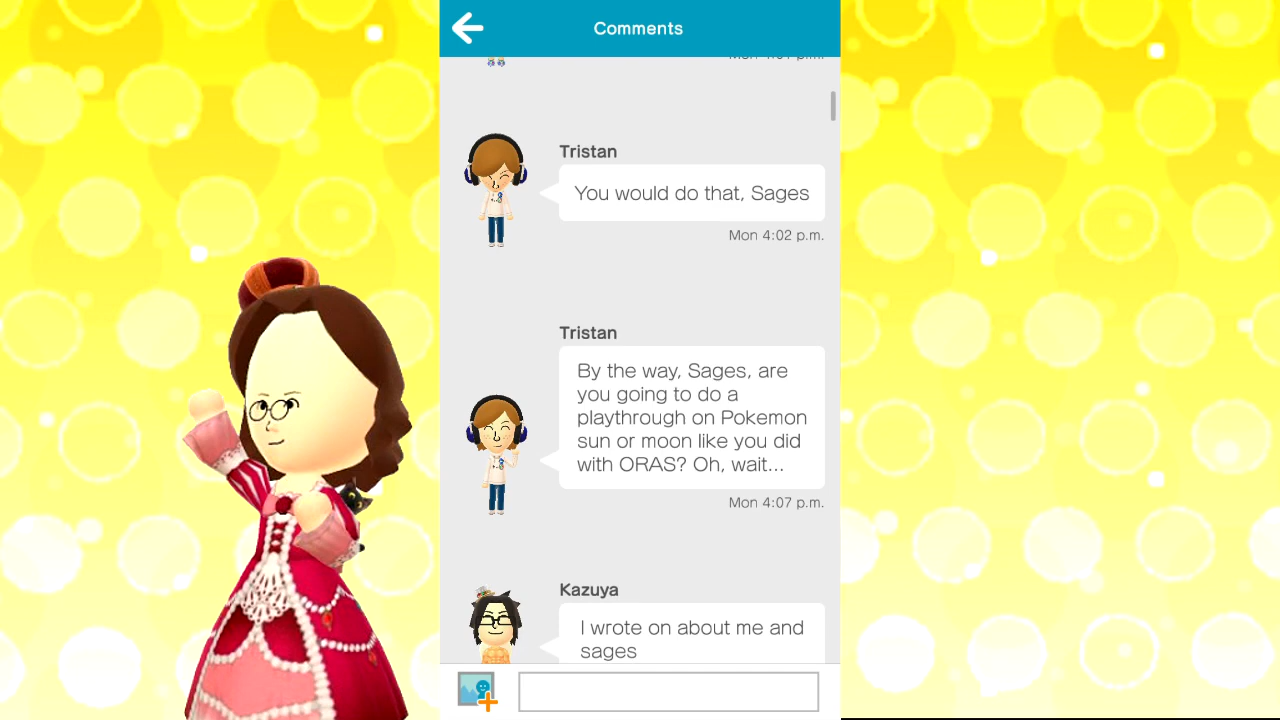 Comments
Tristan
You would do that, Sages
Mon 4:02 p.m.
Tristan
By the way, Sages, are
you going to do a
playthrough on Pokemon
sun or moon like you did
with ORAS? Oh, wait...
Mon 4:07 p.m.
Kazuya
I wrote on about me and
sages